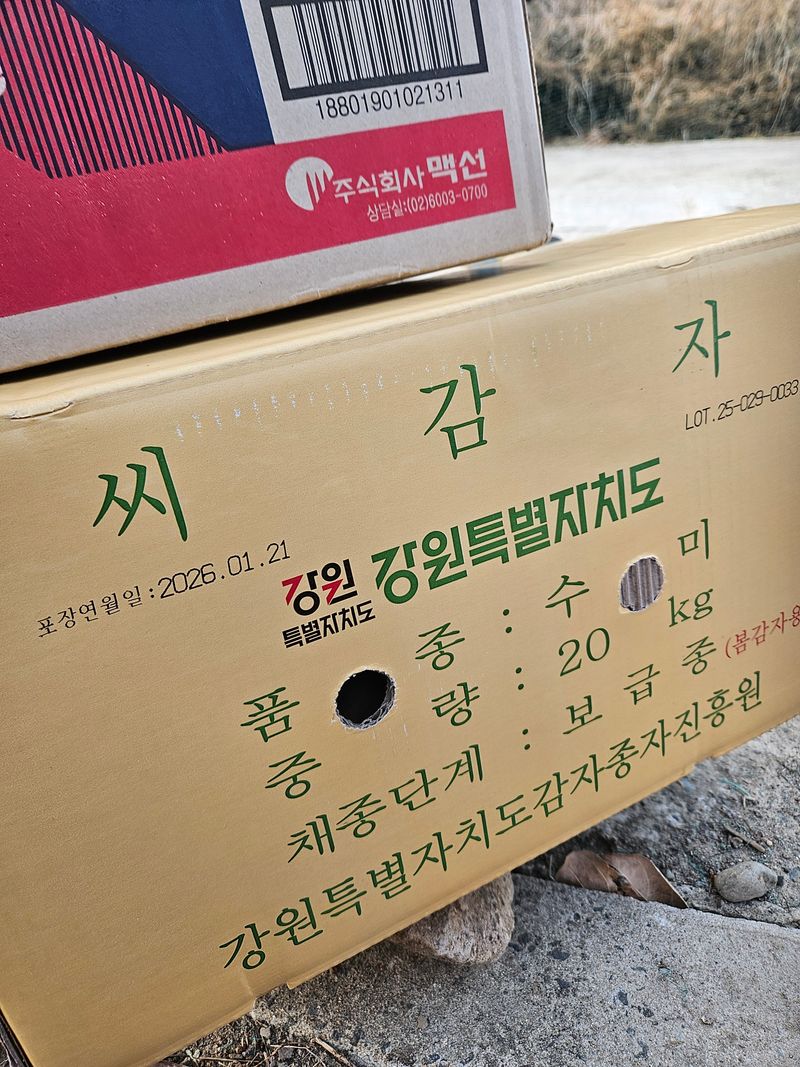 18801901021311
주식회사 맥선
상담실:(02)6003-0700
씨 감 자
LOT.25-029-0033
포장연월일:2026.01.21
강원특별자치도
강원특별자치도
품 종 : 수 미
중 량 : 20 kg
채종단계 : 보 급 종 (봄감자용
강원특별자치도감자종자진흥원